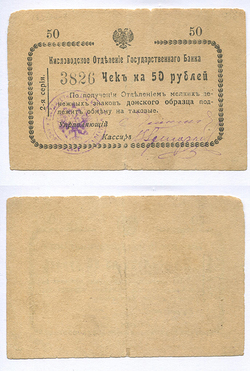 50 50
Кисловодское Отдѣленіе Государственнаго Банка
3826 Чекъ на 50 рублей
2-ая серія.
По полученіи Отдѣленіемъ мелкихъ де-
нежныхъ знаковъ донского образца под-
лежитъ обмѣну на таковые.
Управляющій
Кассиръ